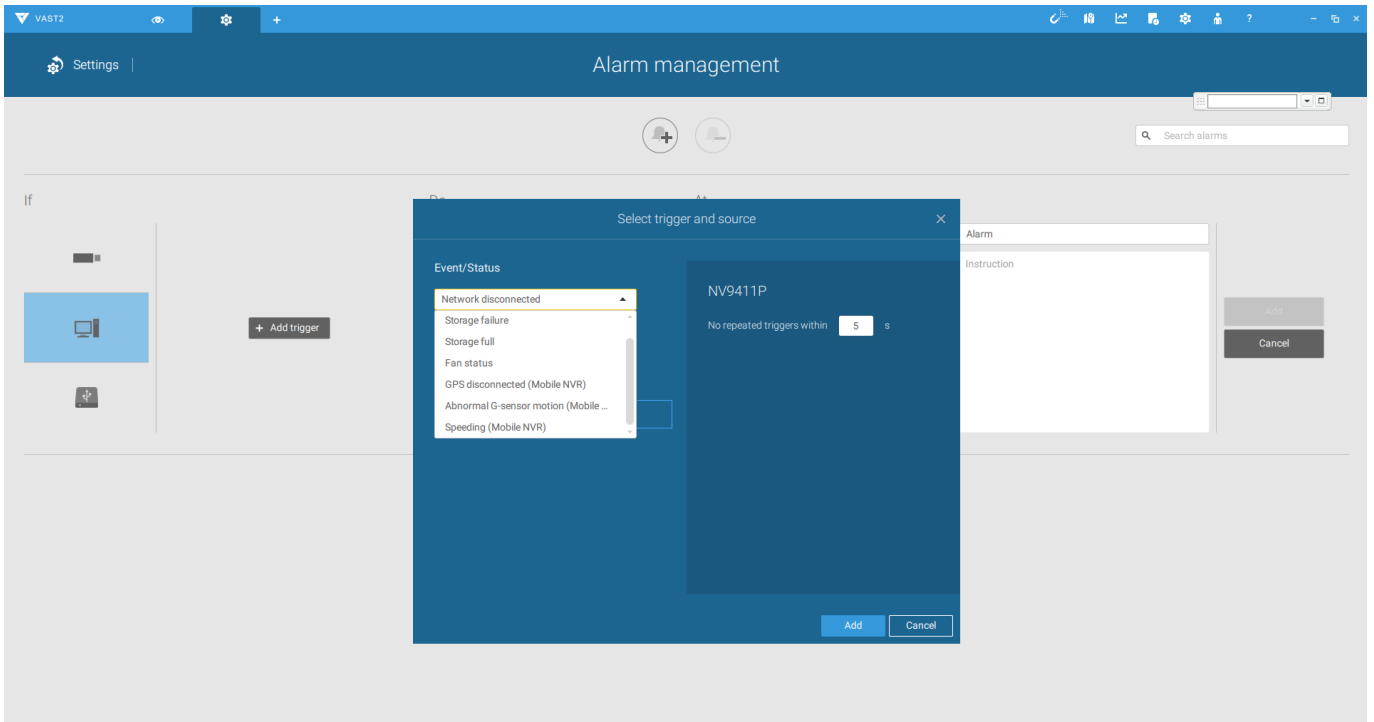 VAST2
+
?
Settings
Alarm management
Search alarms
If
Select trigger and source
Alarm
Event/Status
Instruction
Network disconnected
NV9411P
Storage failure
No repeated triggers within 5 s
+ Add trigger
Storage full
Add
Fan status
Cancel
GPS disconnected (Mobile NVR)
Abnormal G-sensor motion (Mobile ...
Speeding (Mobile NVR)
Add
Cancel